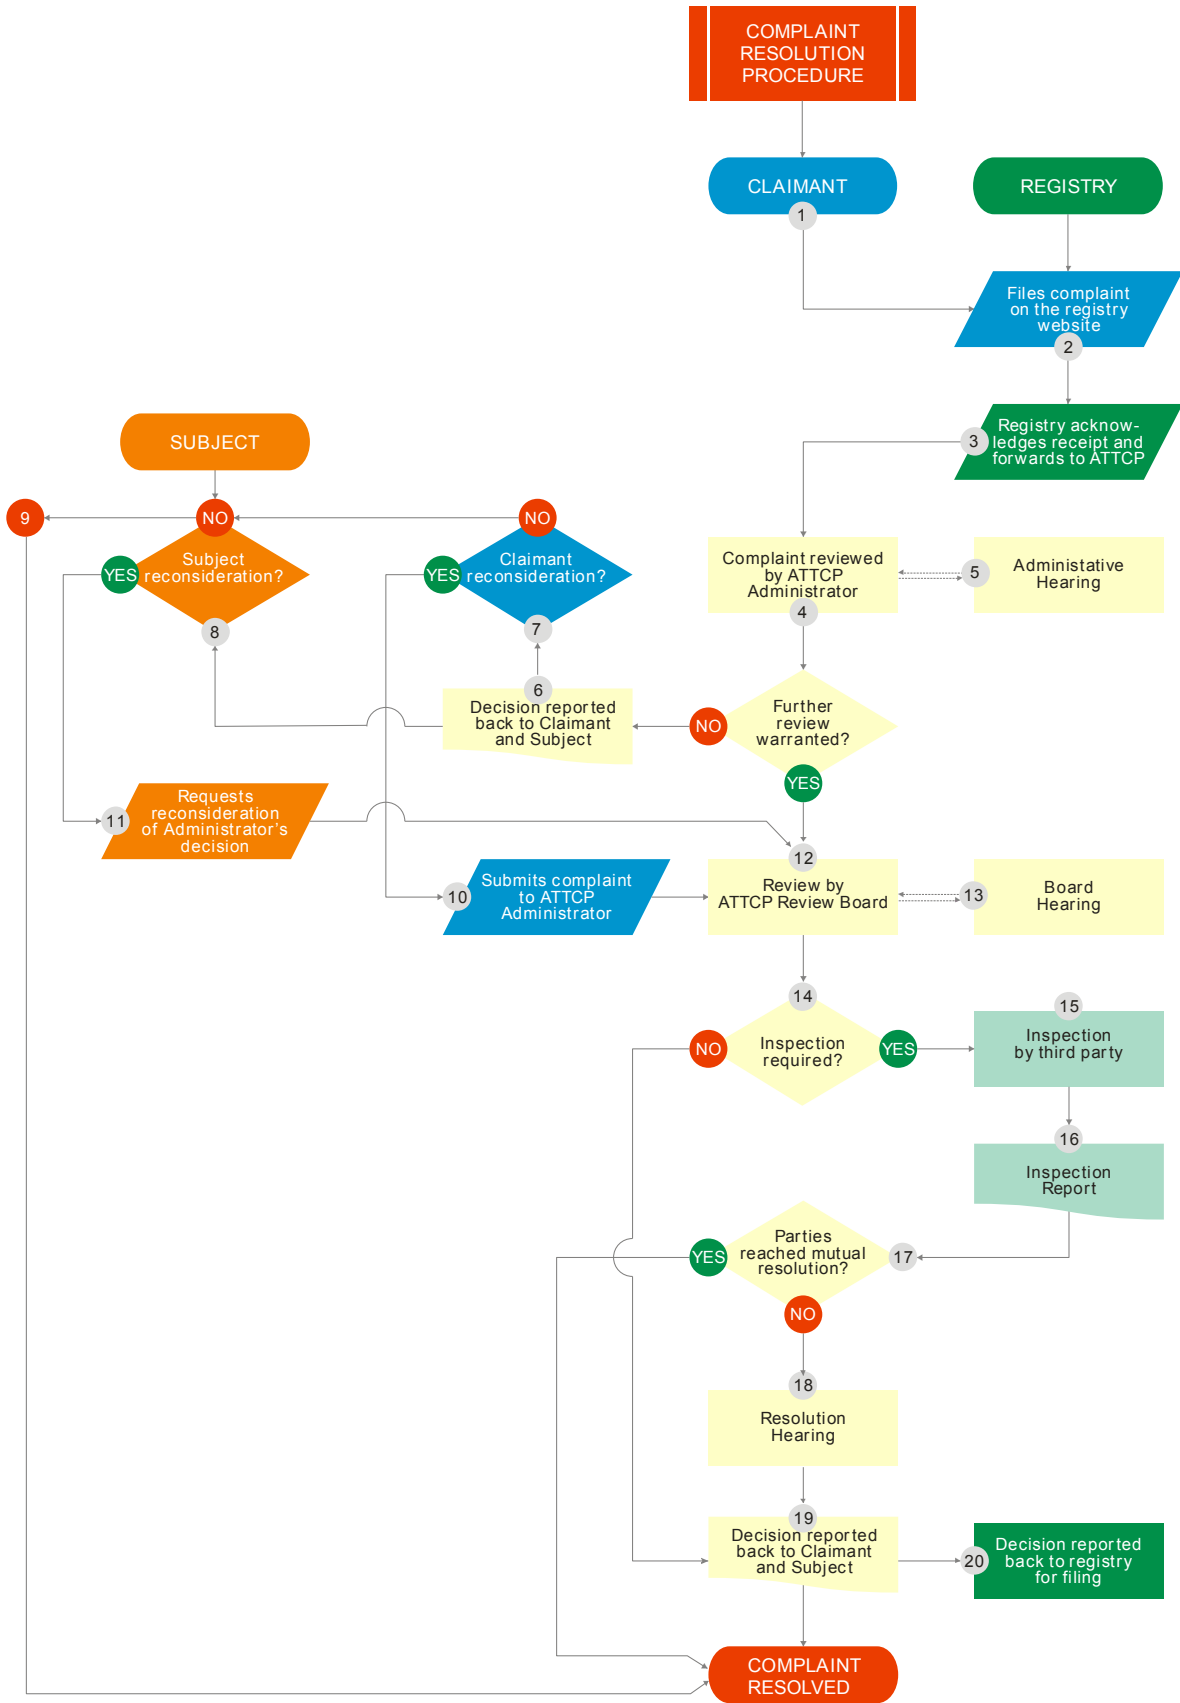 COMPLAINT
RESOLUTION
PROCEDURE
CLAIMANT
1
REGISTRY
Files complaint
on the registry
website
2
Registry acknow-
ledges receipt and
forwards to ATTCP
3
SUBJECT
9
NO
Subject
reconsideration?
YES
8
NO
Claimant
reconsideration?
YES
7
Complaint reviewed
by ATTCP
Administrator
4
5
Administative
Hearing
6
Decision reported
back to Claimant
and Subject
NO
Further
review
warranted?
YES
11
Requests
reconsideration
of Administrator's
decision
10
Submits complaint
to ATTCP
Administrator
12
Review by
ATTCP Review Board
13
Board
Hearing
14
Inspection
required?
NO
YES
15
Inspection
by third party
16
Inspection
Report
Parties
reached mutual
resolution?
YES
17
NO
18
Resolution
Hearing
19
Decision reported
back to Claimant
and Subject
20
Decision reported
back to registry
for filing
COMPLAINT
RESOLVED